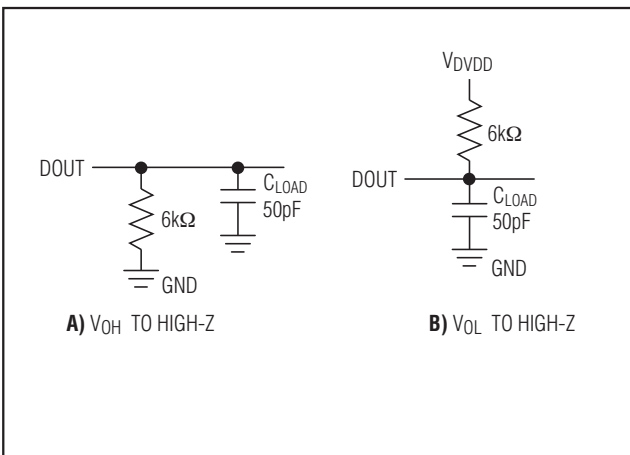 DOUT
6kΩ
GND
CLOAD
50pF
A) VOH TO HIGH-Z
VDVDD
6kΩ
DOUT
CLOAD
50pF
GND
B) VOL TO HIGH-Z